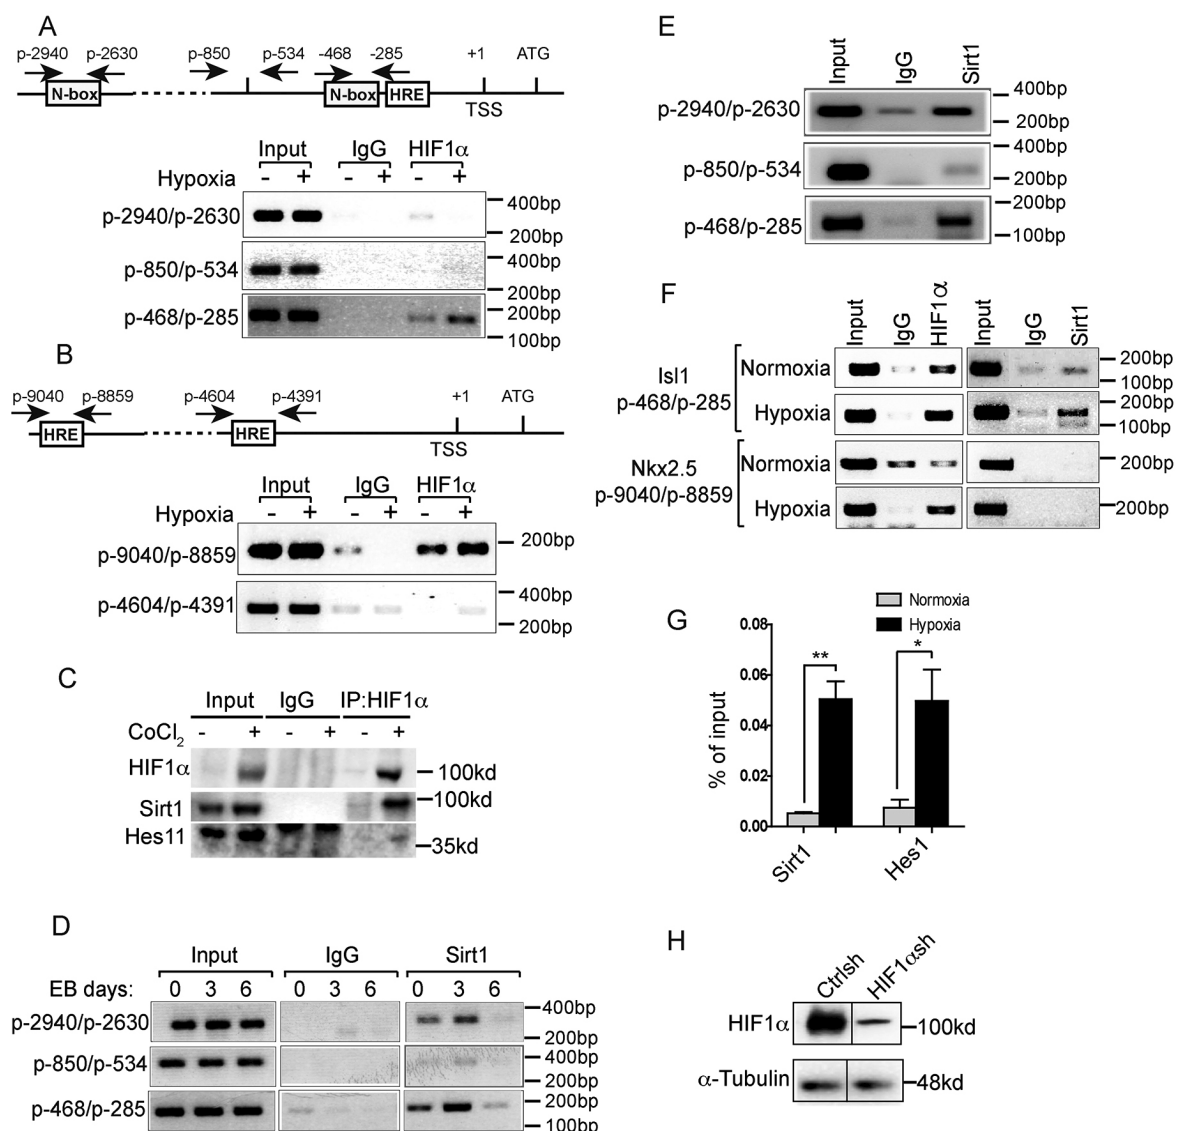 A
p-2940 p-2630 p-850 p-534 -468 -285 +1 ATG
N-box N-box HRE
TSS
Input IgG HIF1α
Hypoxia - + - + - +
p-2940/p-2630 400bp
200bp
p-850/p-534 400bp
200bp
p-468/p-285 200bp
100bp
B
p-9040 p-8859 p-4604 p-4391 +1 ATG
HRE HRE
TSS
Input IgG HIF1α
Hypoxia - + - + - +
p-9040/p-8859 200bp
p-4604/p-4391 400bp
200bp
C
Input IgG IP:HIF1α
CoCl2 - + - + - +
HIF1α 100kd
Sirt1 100kd
Hes11 35kd
D
Input IgG Sirt1
EB days: 0 3 6 0 3 6 0 3 6
p-2940/p-2630 400bp
200bp
p-850/p-534 400bp
200bp
p-468/p-285 200bp
100bp
E
Input IgG Sirt1
p-2940/p-2630 400bp
200bp
p-850/p-534 400bp
200bp
p-468/p-285 200bp
100bp
F
Input IgG HIF1α Input IgG Sirt1
Isl1
p-468/p-285
Normoxia 200bp
100bp
Hypoxia 200bp
100bp
Nkx2.5
p-9040/p-8859
Normoxia 200bp
Hypoxia 200bp
G
Normoxia
Hypoxia
% of input
0.08
0.06
0.04
0.02
0.00
** *
Sirt1 Hes1
H
Ctrlsh HIF1αsh
HIF1α 100kd
α-Tubulin 48kd